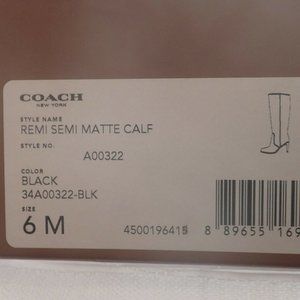 COACH
NEW YORK
STYLE NAME
REMI SEMI MATTE CALF
STYLE NO.
A00322
COLOR
BLACK
34A00322-BLK
SIZE
6 M
4500196415
8 89655 169